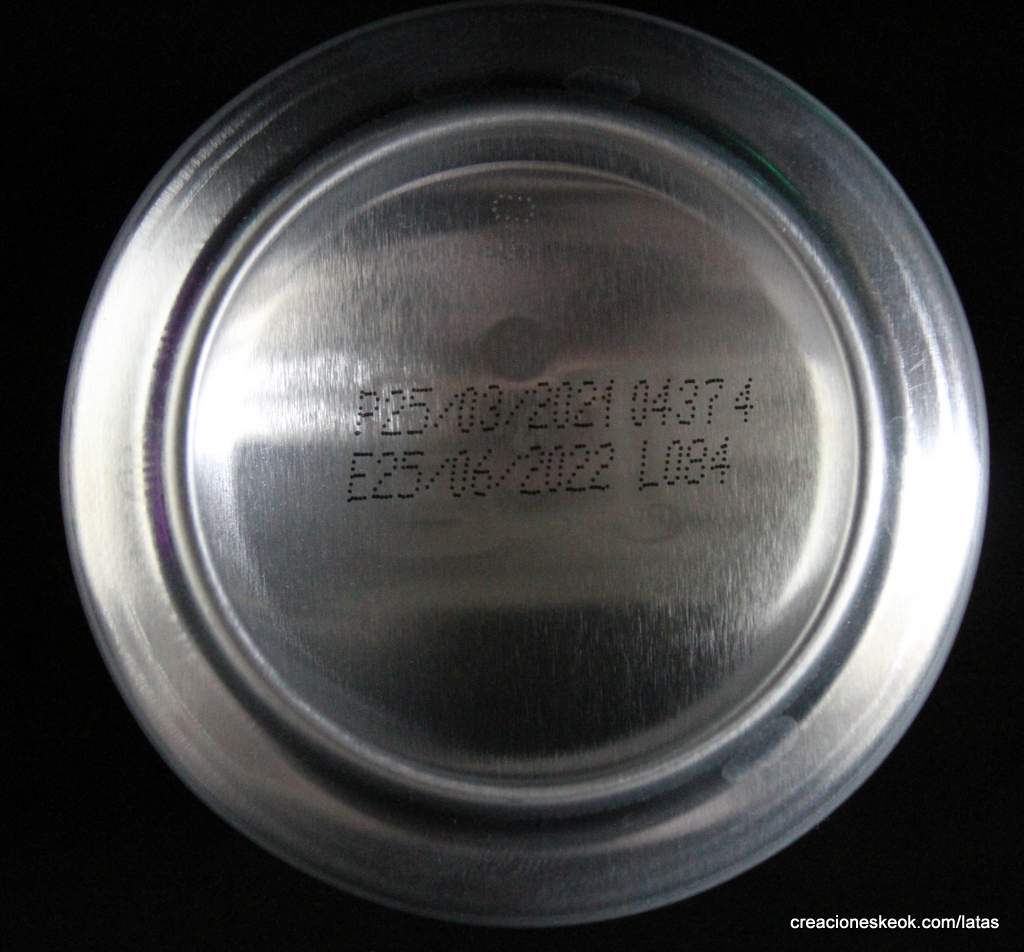 P25/03/2021 0437 4
E25/06/2022 L084
creacioneskeok.com/latas